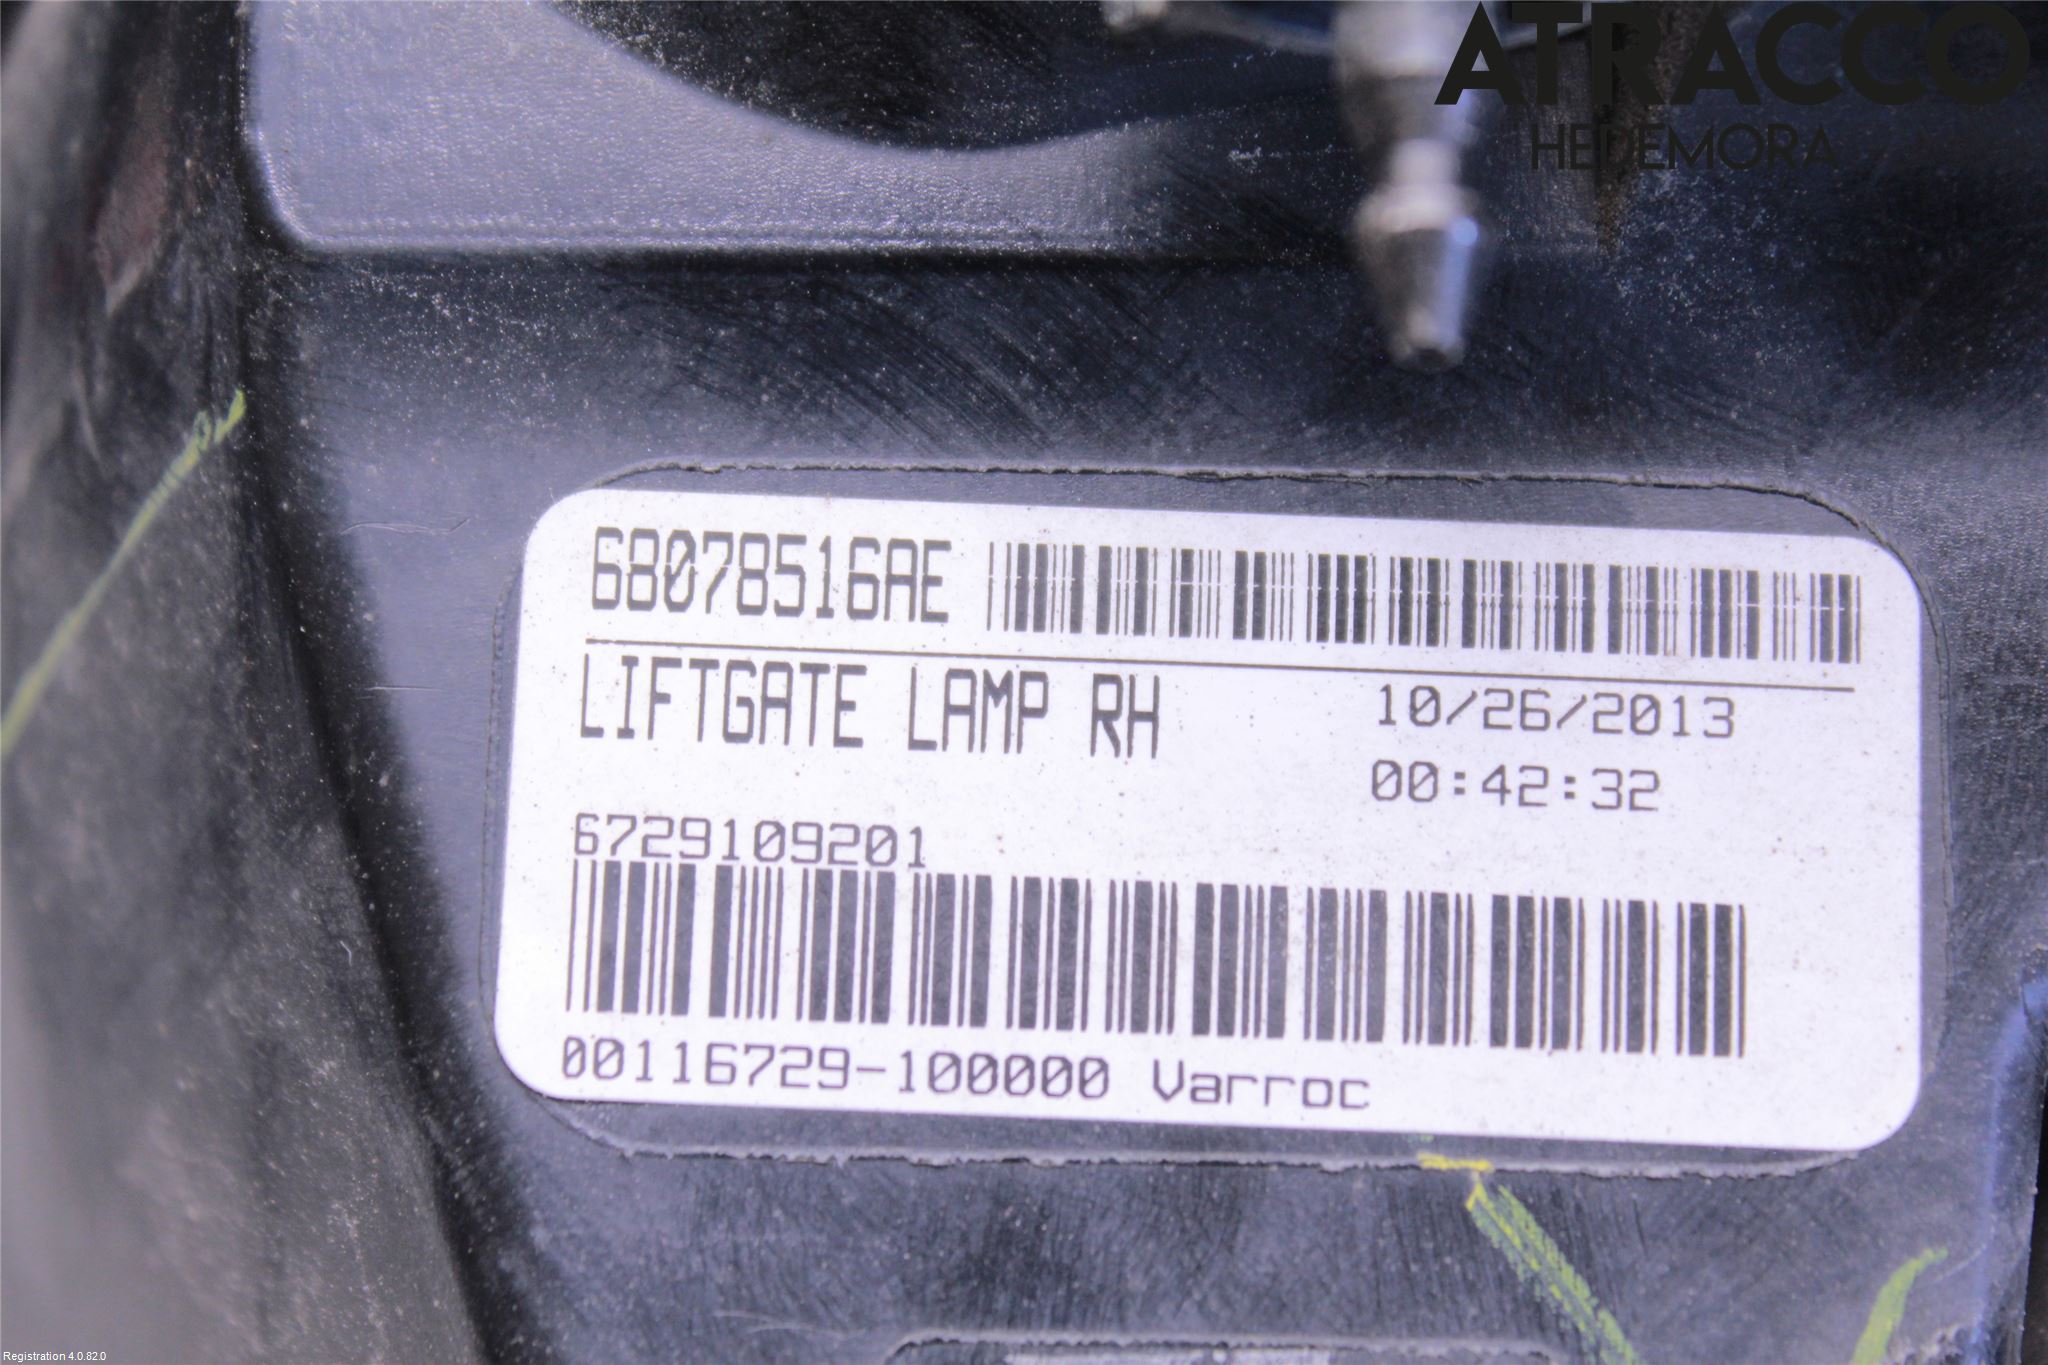 ATRACCO
HEDEMORA
68078516AE
LIFTGATE LAMP RH
10/26/2013
00:42:32
6729109201
00116729-100000 Varroc
Registration 4.0.82.0